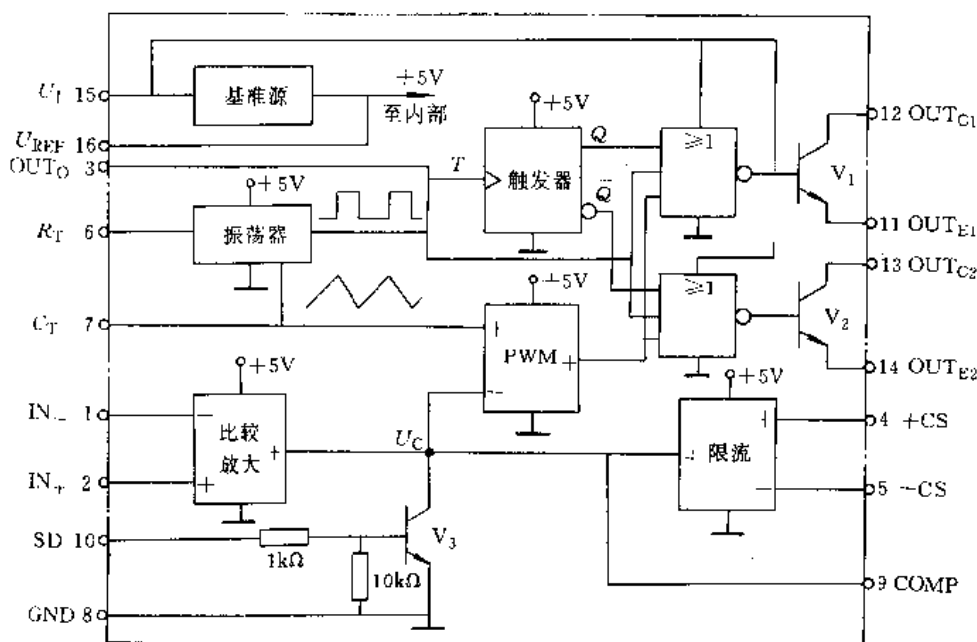 U_I 15
基准源
+5V
至内部
U_REF 16
OUT_O 3
+5V
R_T 6
振荡器
C_T 7
T
+5V
触发器
Q
Q̄
≥1
≥1
+5V
+
PWM
+
−
12 OUT_C1
V_1
11 OUT_E1
13 OUT_C2
V_2
14 OUT_E2
+5V
IN_− 1
−
比较
放大
+
IN_+ 2
+
U_C
+5V
+
限流
+
−
4 +CS
5 −CS
SD 10
1kΩ
10kΩ
V_3
GND 8
9 COMP